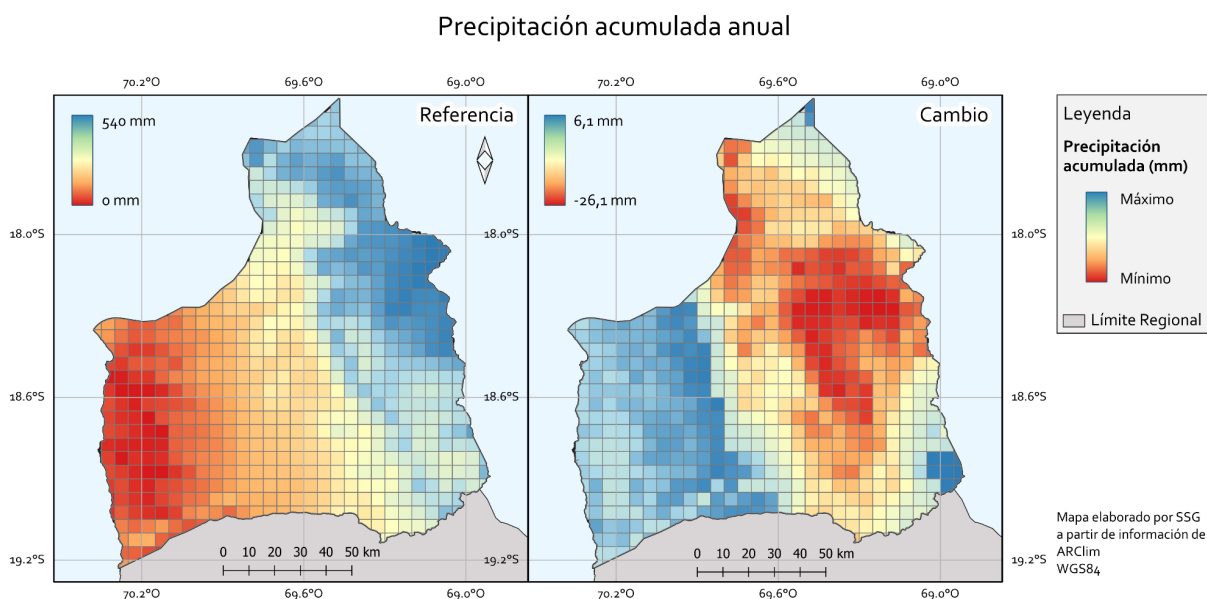 Precipitación acumulada anual
70.2°O
69.6°O
69.0°O
70.2°O
69.6°O
69.0°O
Referencia
540 mm
0 mm
Cambio
6,1 mm
-26,1 mm
Leyenda
Precipitación
acumulada (mm)
Máximo
Mínimo
Límite Regional
18.0°S
18.0°S
18.0°S
18.6°S
18.6°S
18.6°S
19.2°S
19.2°S
19.2°S
0 10 20 30 40 50 km
0 10 20 30 40 50 km
70.2°O
69.6°O
69.0°O
70.2°O
69.6°O
69.0°O
Mapa elaborado por SSG
a partir de información de
ARClim
WGS84